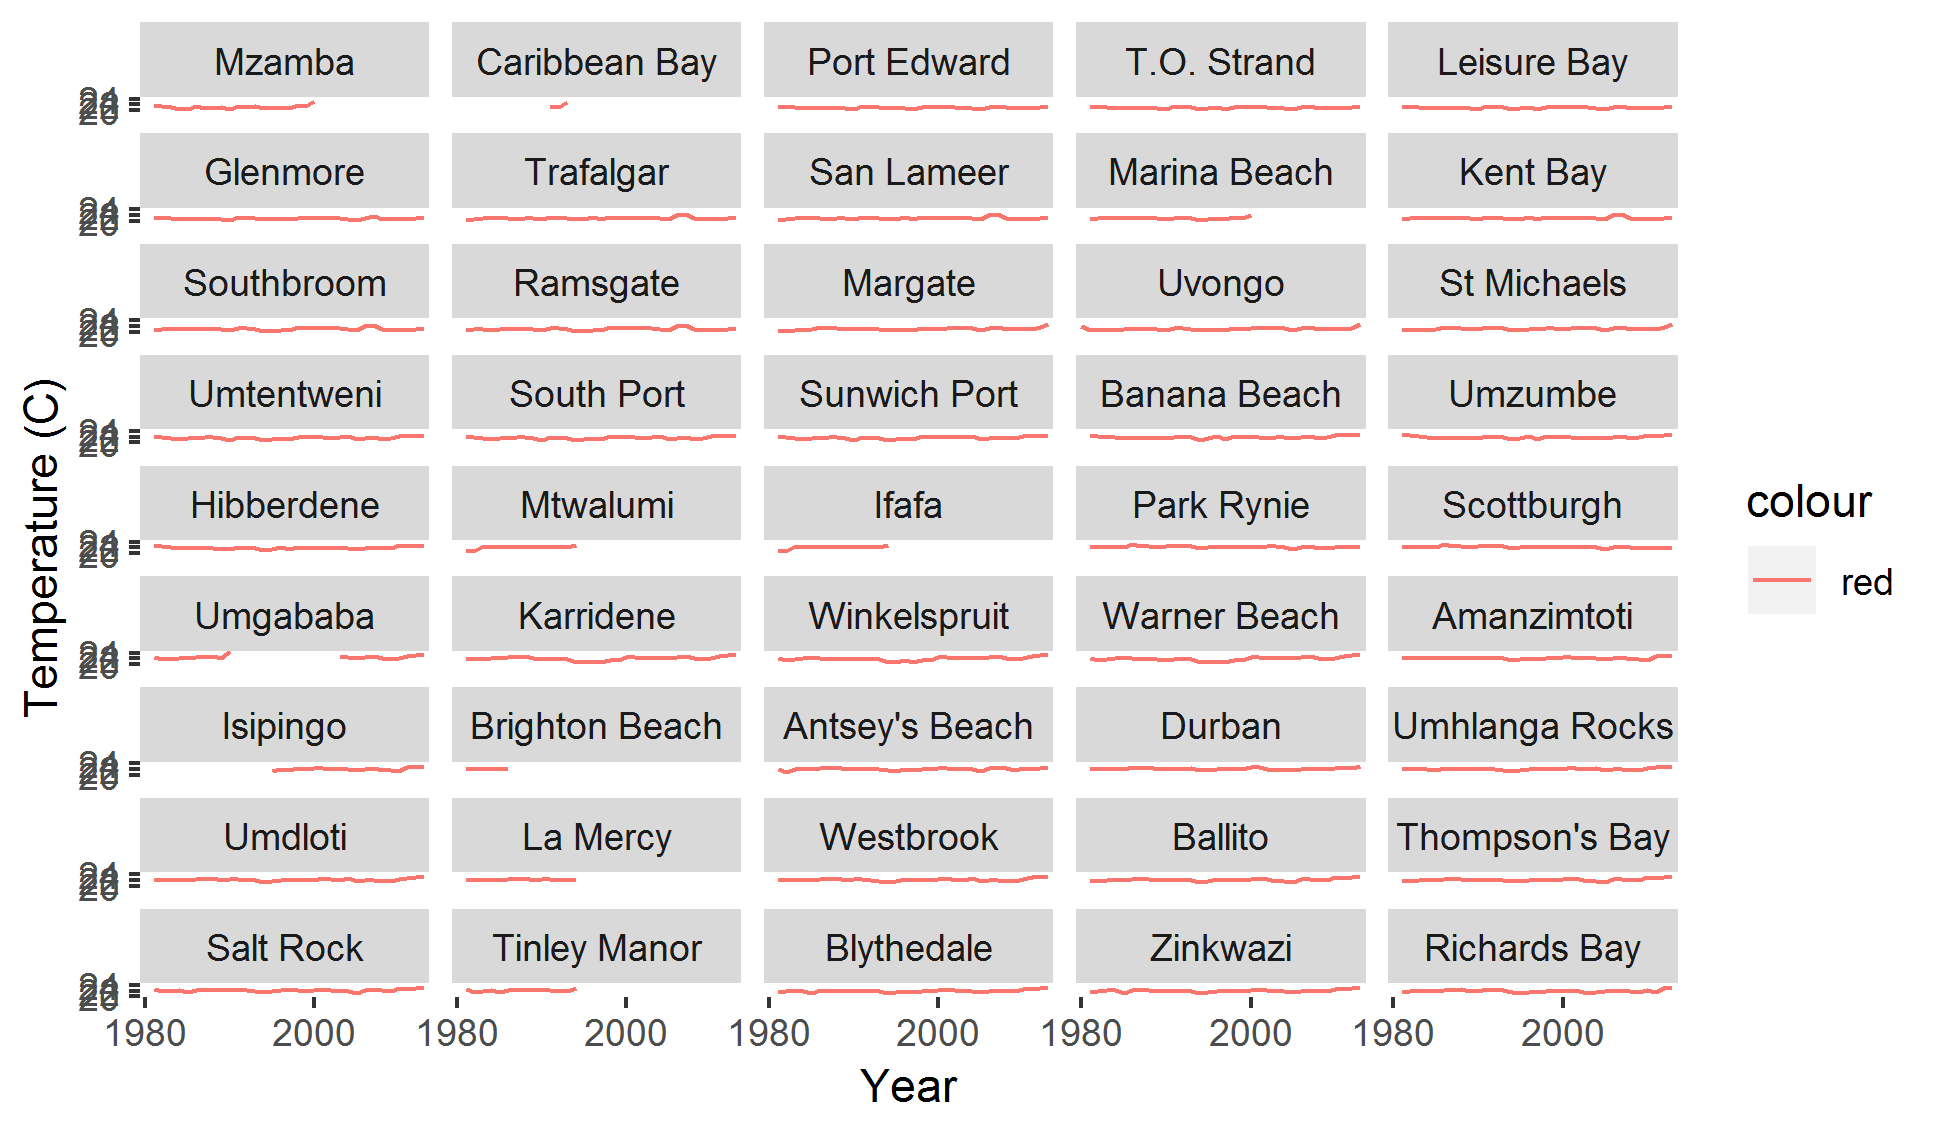 Mzamba Caribbean Bay Port Edward T.O. Strand Leisure Bay
Glenmore Trafalgar San Lameer Marina Beach Kent Bay
Southbroom Ramsgate Margate Uvongo St Michaels
Umtentweni South Port Sunwich Port Banana Beach Umzumbe
Hibberdene Mtwalumi Ifafa Park Rynie Scottburgh
Umgababa Karridene Winkelspruit Warner Beach Amanzimtoti
Isipingo Brighton Beach Antsey's Beach Durban Umhlanga Rocks
Umdloti La Mercy Westbrook Ballito Thompson's Bay
Salt Rock Tinley Manor Blythedale Zinkwazi Richards Bay
1980 2000 1980 2000 1980 2000 1980 2000 1980 2000
Year
Temperature (C)
colour
red